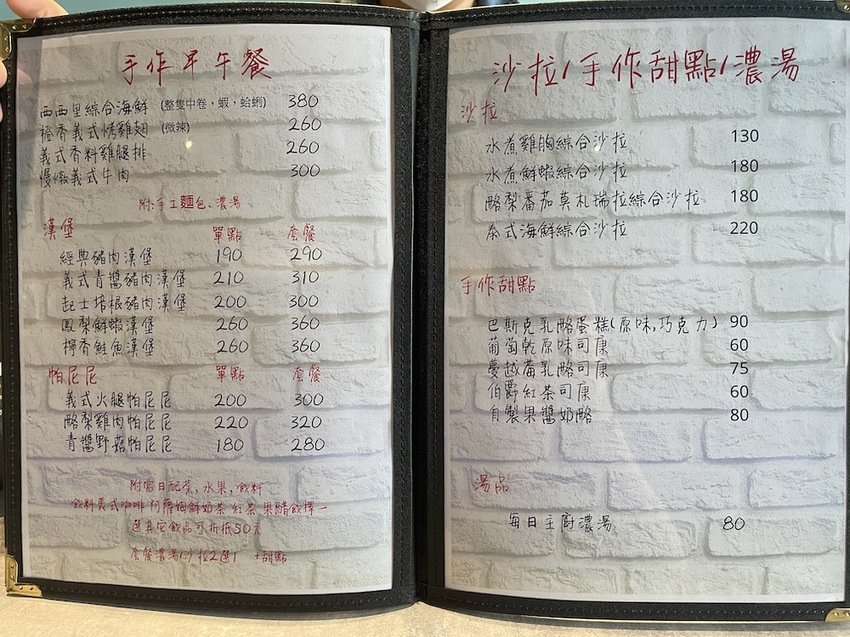 手作早午餐
西西里綜合海鮮 (整隻中卷，蝦，蛤蜊) 380
橙香義式烤雞翅 (微辣) 260
義式香料雞腿排 260
慢燉義式牛肉 300
附:手工麵包、濃湯
漢堡 單點 套餐
經典豬肉漢堡 190 290
義式青醬豬肉漢堡 210 310
起士培根豬肉漢堡 200 300
鳳梨鮮蝦漢堡 260 360
檸香鮭魚漢堡 260 360
帕尼尼 單點 套餐
義式火腿帕尼尼 200 300
酪梨雞肉帕尼尼 220 320
青醬野菇帕尼尼 180 280
附當日配菜,水果,飲料
飲料美式咖啡 阿薩姆鮮奶茶 紅茶 果醋飲擇一
選其它飲品可折抵50元
套餐濃湯/沙拉2選1 +甜點
沙拉/手作甜點/濃湯
沙拉
水煮雞胸綜合沙拉 130
水煮鮮蝦綜合沙拉 180
酪梨番茄莫札瑞拉綜合沙拉 180
泰式海鮮綜合沙拉 220
手作甜點
巴斯克乳酪蛋糕(原味,巧克力) 90
葡萄乾原味司康 60
蔓越莓乳酪司康 75
伯爵紅茶司康 60
自製果醬奶酪 80
湯品
每日主廚濃湯 80